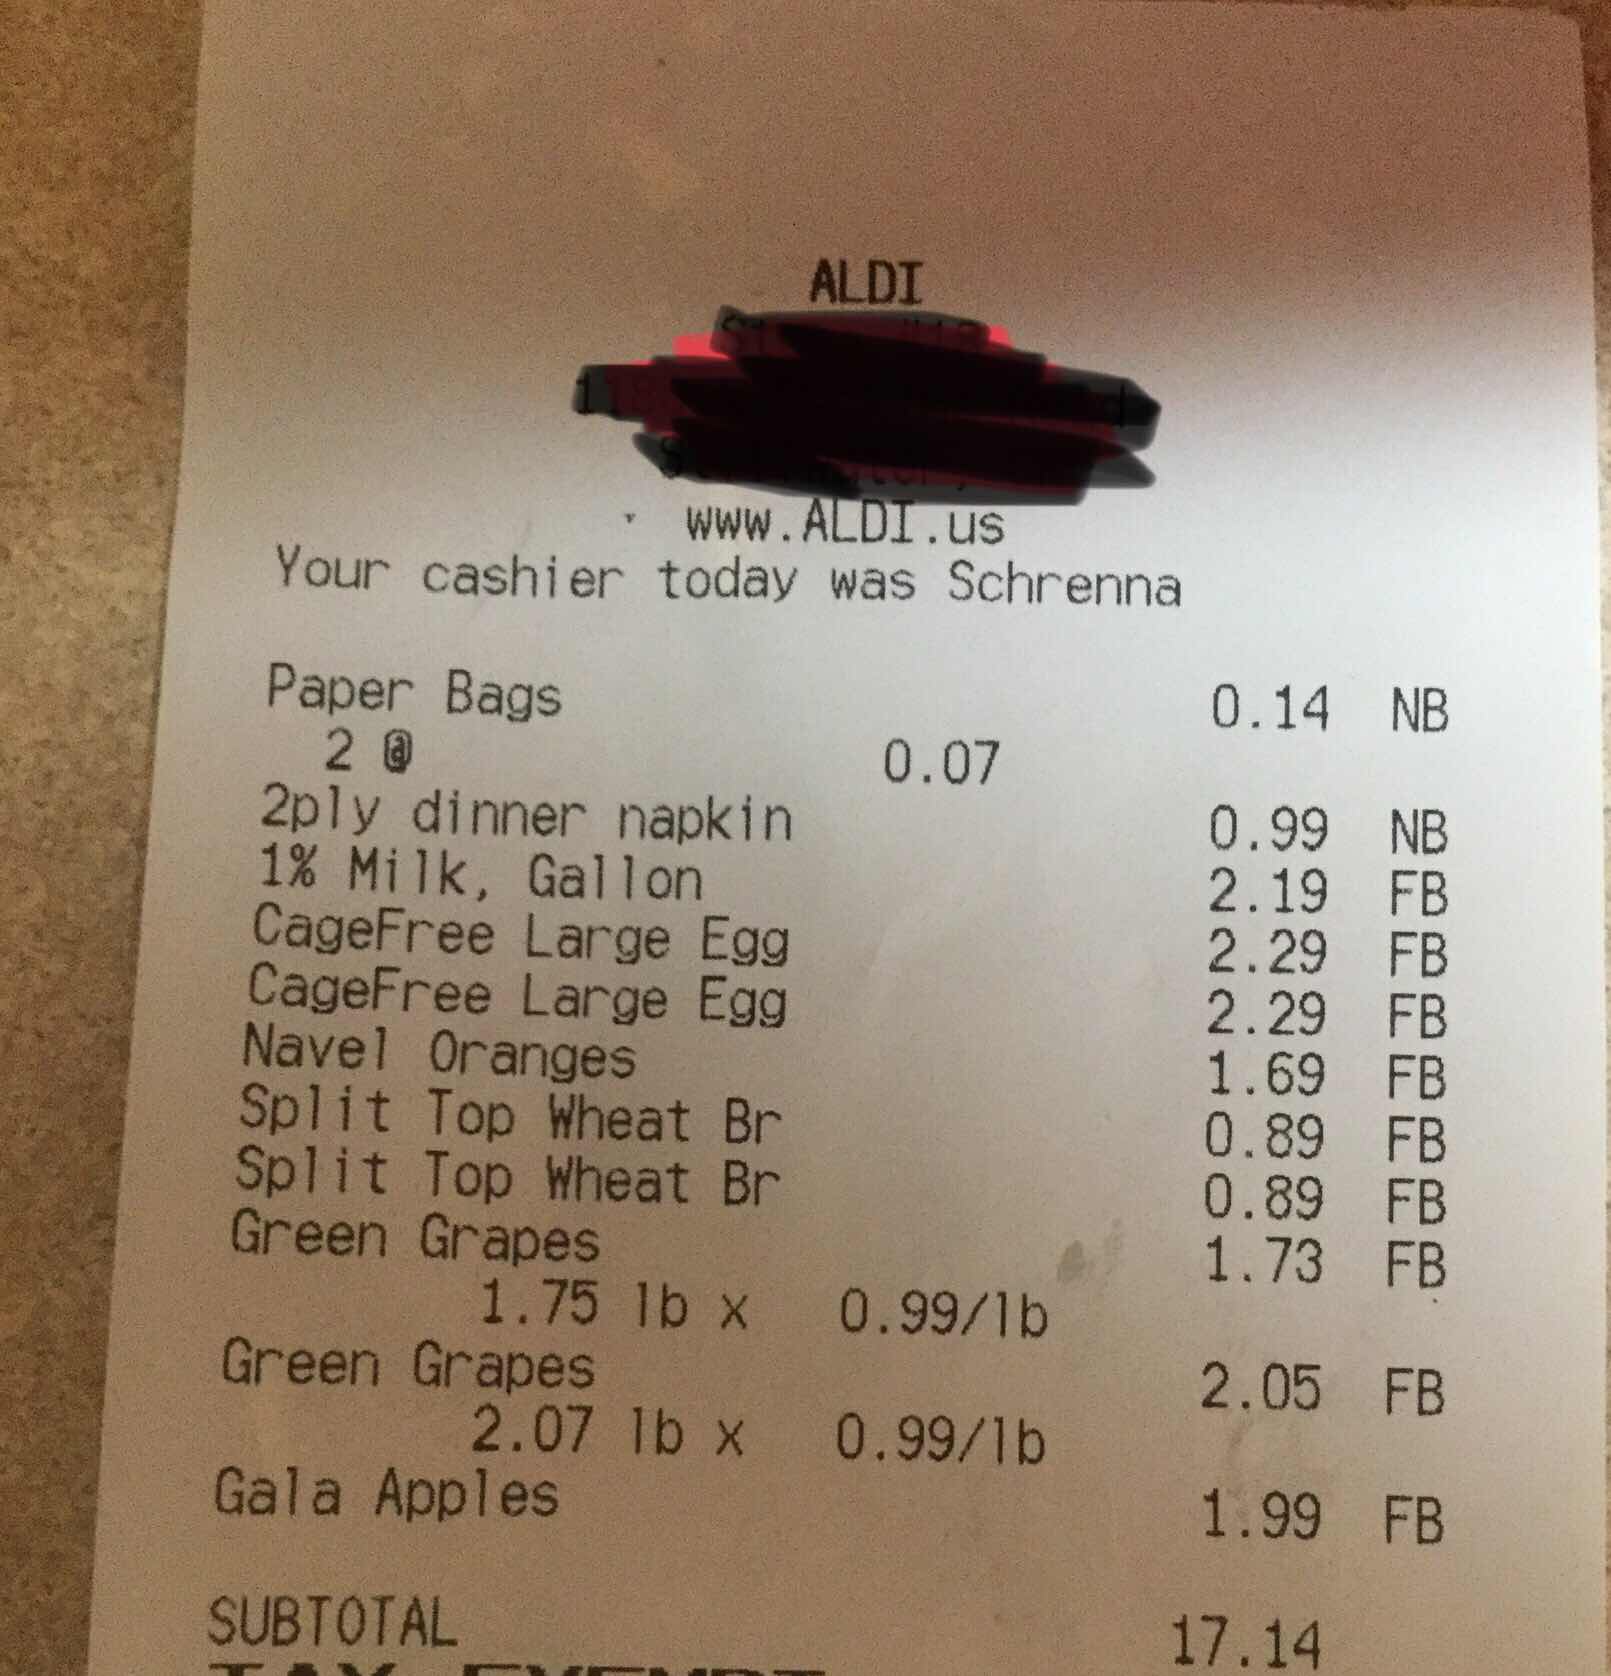 ALDI
www.ALDI.us
Your cashier today was Schrenna
Paper Bags 0.14 NB
2 @ 0.07
2ply dinner napkin 0.99 NB
1% Milk, Gallon 2.19 FB
CageFree Large Egg 2.29 FB
CageFree Large Egg 2.29 FB
Navel Oranges 1.69 FB
Split Top Wheat Br 0.89 FB
Split Top Wheat Br 0.89 FB
Green Grapes 1.73 FB
1.75 lb x 0.99/lb
Green Grapes 2.05 FB
2.07 lb x 0.99/lb
Gala Apples 1.99 FB
SUBTOTAL 17.14
TAX EXEMPT